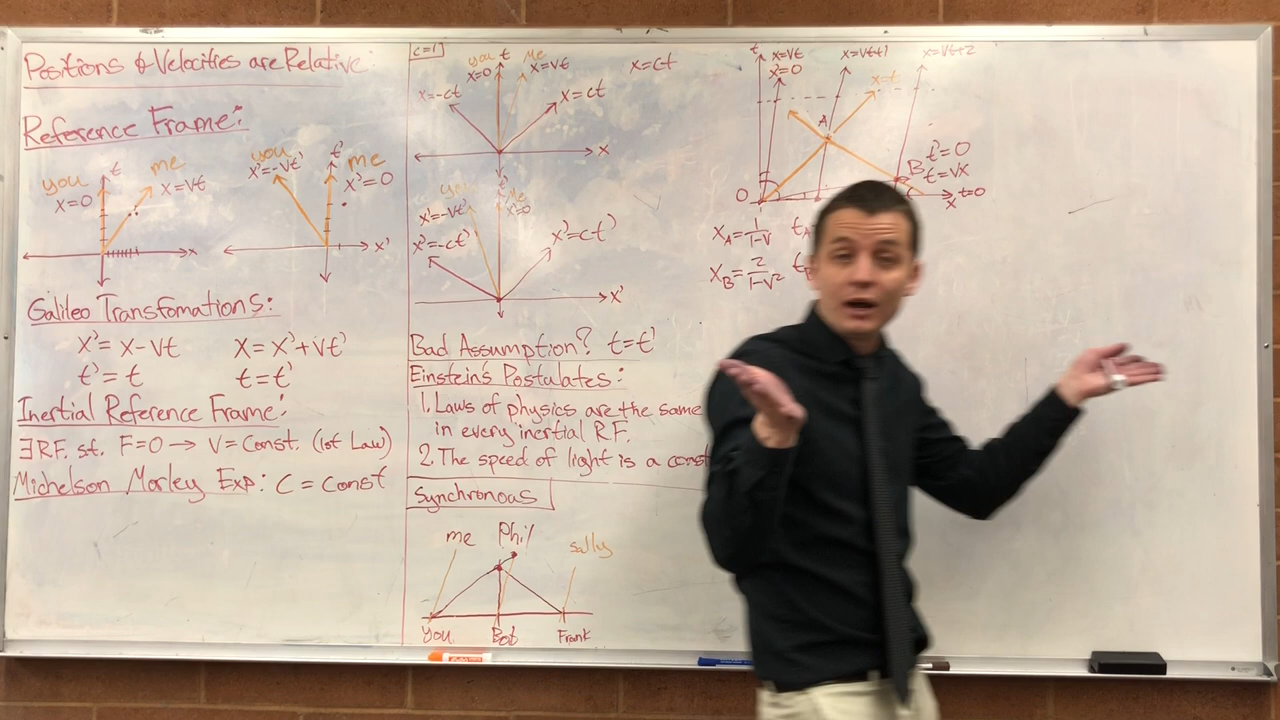 Positions & Velocities are Relative:
Reference Frame:
you
x=0
t
me
x=vt
x
you
x'=-vt'
t'
me
x'=0
x'
Galileo Transfomations:
x'=x-vt    x=x'+vt'
t'=t    t=t'
Inertial Reference Frame:
∃ R.F. st. F=0 → V=Const. (1st Law)
Michelson Morley Exp: C = Const
c=1
you t Me
x=0 x=vt
x=ct
x=-ct
x=ct
x
you t' Me
x'=-vt' x'=0
x'=-ct'
x'=ct'
x'
Bad Assumption? t=t'
Einstein's Postulates:
1. Laws of physics are the same
in every inertial R.F.
2. The speed of light is a const
Synchronous
me Phil Sally
you Bob Frank
t x=vt x=vt+1 x=vt+2
x'=0
x=t
A
B
t'=0
t=vx
O
x t=0
x_A=1/1-v t_A
x_B=2/1-v²